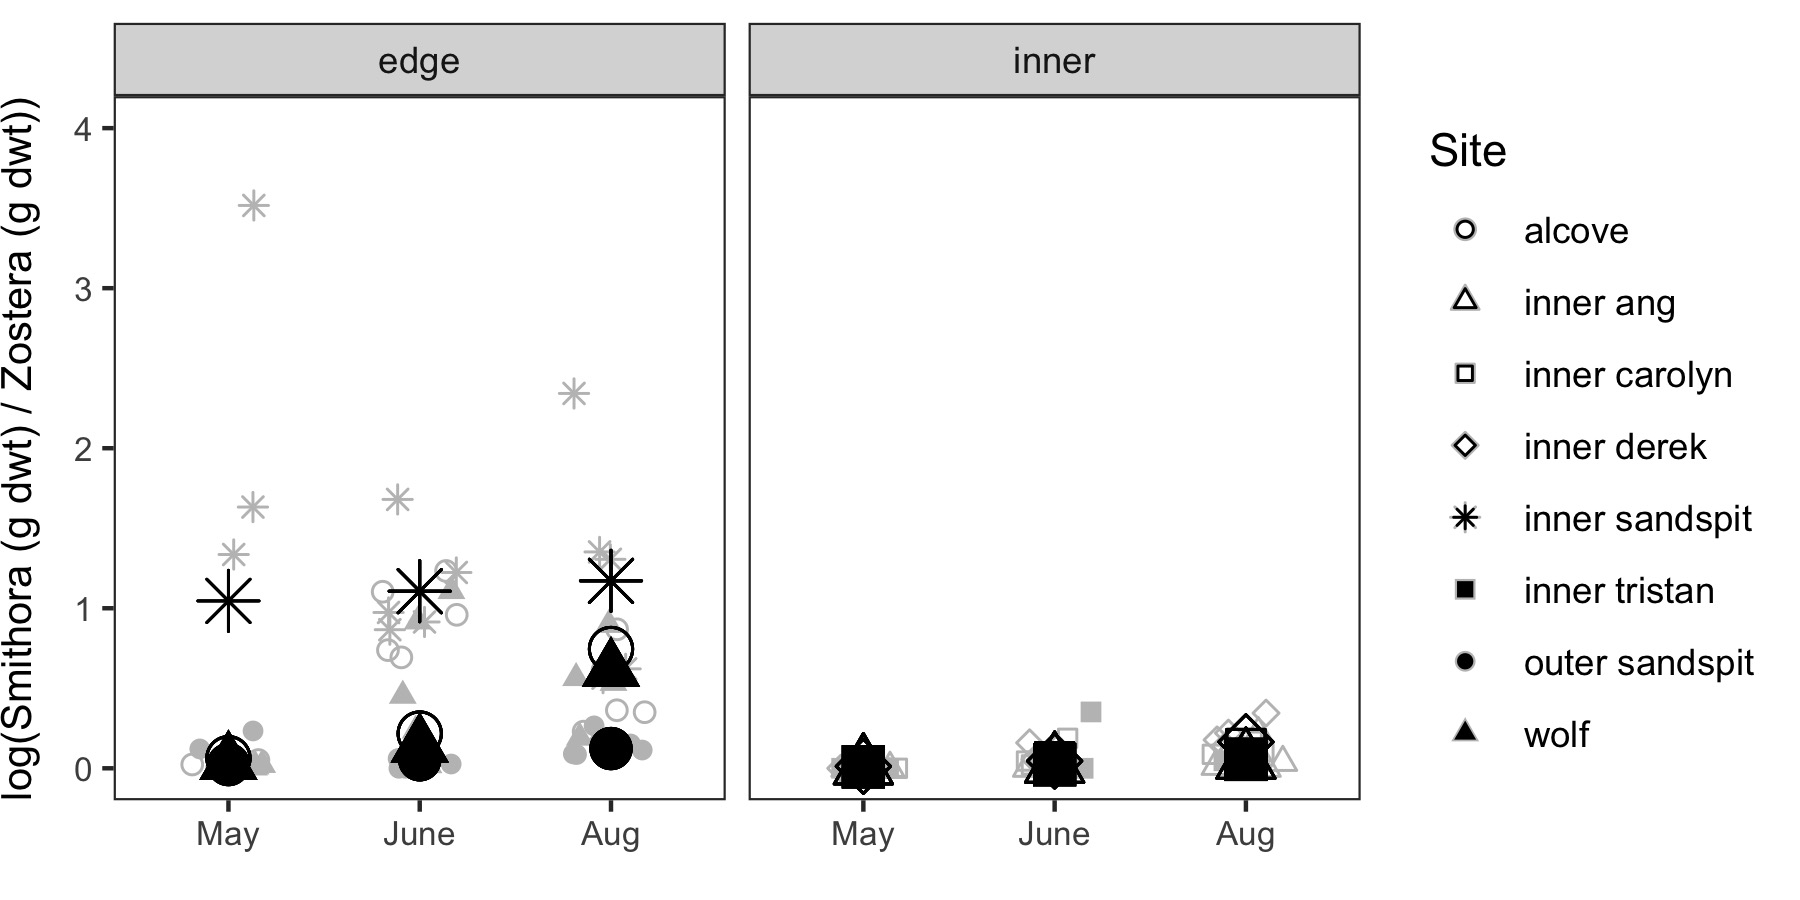 edge
inner
log(Smithora (g dwt) / Zostera (g dwt))
4
3
2
1
0
May
June
Aug
May
June
Aug
Site
alcove
inner ang
inner carolyn
inner derek
inner sandspit
inner tristan
outer sandspit
wolf